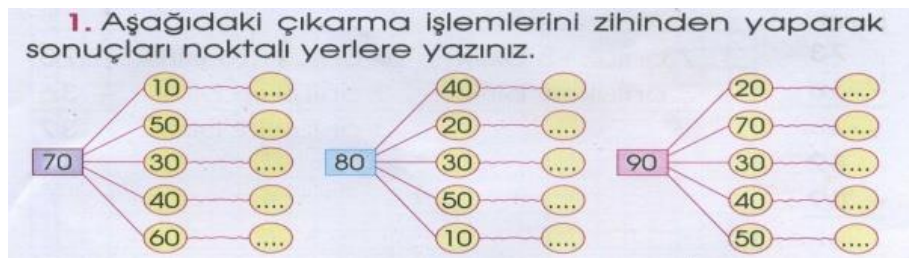 1. Aşağıdaki çıkarma işlemlerini zihinden yaparak
sonuçları noktalı yerlere yazınız.
10 .... 40 .... 20 ....
50 .... 20 .... 70 ....
70 30 .... 80 30 .... 90 30 ....
40 .... 50 .... 40 ....
60 .... 10 .... 50 ....